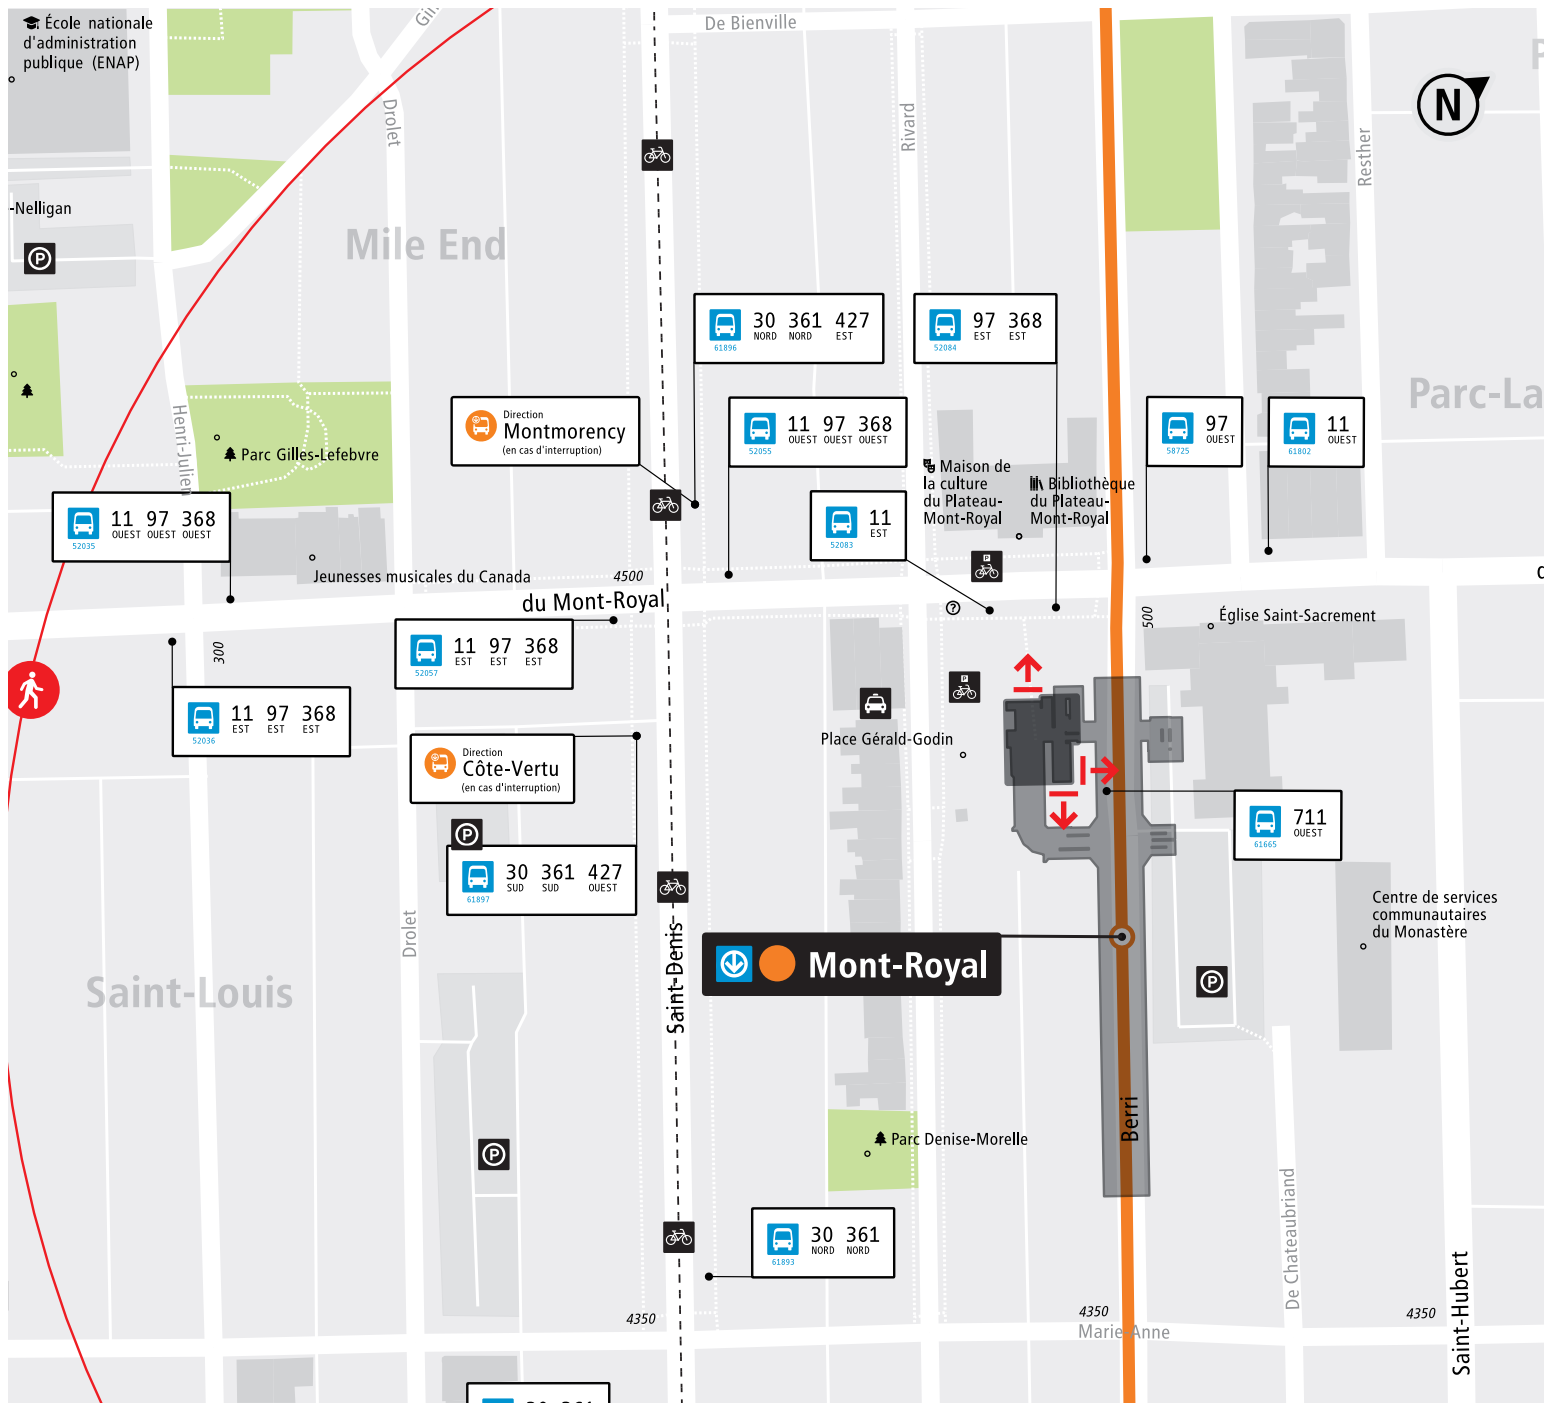 École nationale
d'administration
publique (ENAP)
De Bienville
Drolet
Rivard
Resther
N
-Nelligan
P
Mile End
30 361 427
NORD NORD EST
61896
97 368
EST EST
52084
Direction
Montmorency
(en cas d'interruption)
11 97 368
OUEST OUEST OUEST
52055
97
OUEST
58725
11
OUEST
61802
Parc-La
Henri-Julien
Parc Gilles-Lefebvre
Maison de
la culture
du Plateau-
Mont-Royal
Bibliothèque
du Plateau-
Mont-Royal
11 97 368
OUEST OUEST OUEST
52035
11
EST
52083
P
Jeunesses musicales du Canada
4500
du Mont-Royal
?
500
Église Saint-Sacrement
300
11 97 368
EST EST EST
52057
11 97 368
EST EST EST
52036
P
Place Gérald-Godin
Direction
Côte-Vertu
(en cas d'interruption)
P
711
OUEST
61665
30 361 427
SUD SUD OUEST
61897
Centre de services
communautaires
du Monastère
Drolet
Saint-Denis
Mont-Royal
Saint-Louis
P
Berri
P
Parc Denise-Morelle
De Chateaubriand
30 361
NORD NORD
61893
Saint-Hubert
4350
4350
4350
Marie-Anne